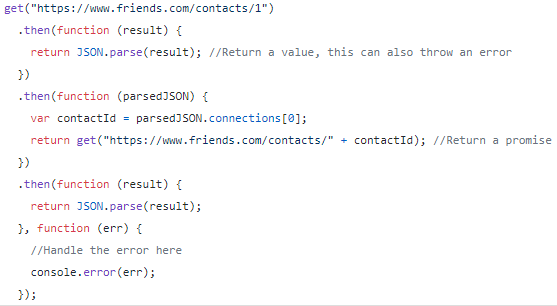 get("https://www.friends.com/contacts/1")
  .then(function (result) {
    return JSON.parse(result); //Return a value, this can also throw an error
  })
  .then(function (parsedJSON) {
    var contactId = parsedJSON.connections[0];
    return get("https://www.friends.com/contacts/" + contactId); //Return a promise
  })
  .then(function (result) {
    return JSON.parse(result);
  }, function (err) {
    //Handle the error here
    console.error(err);
  });